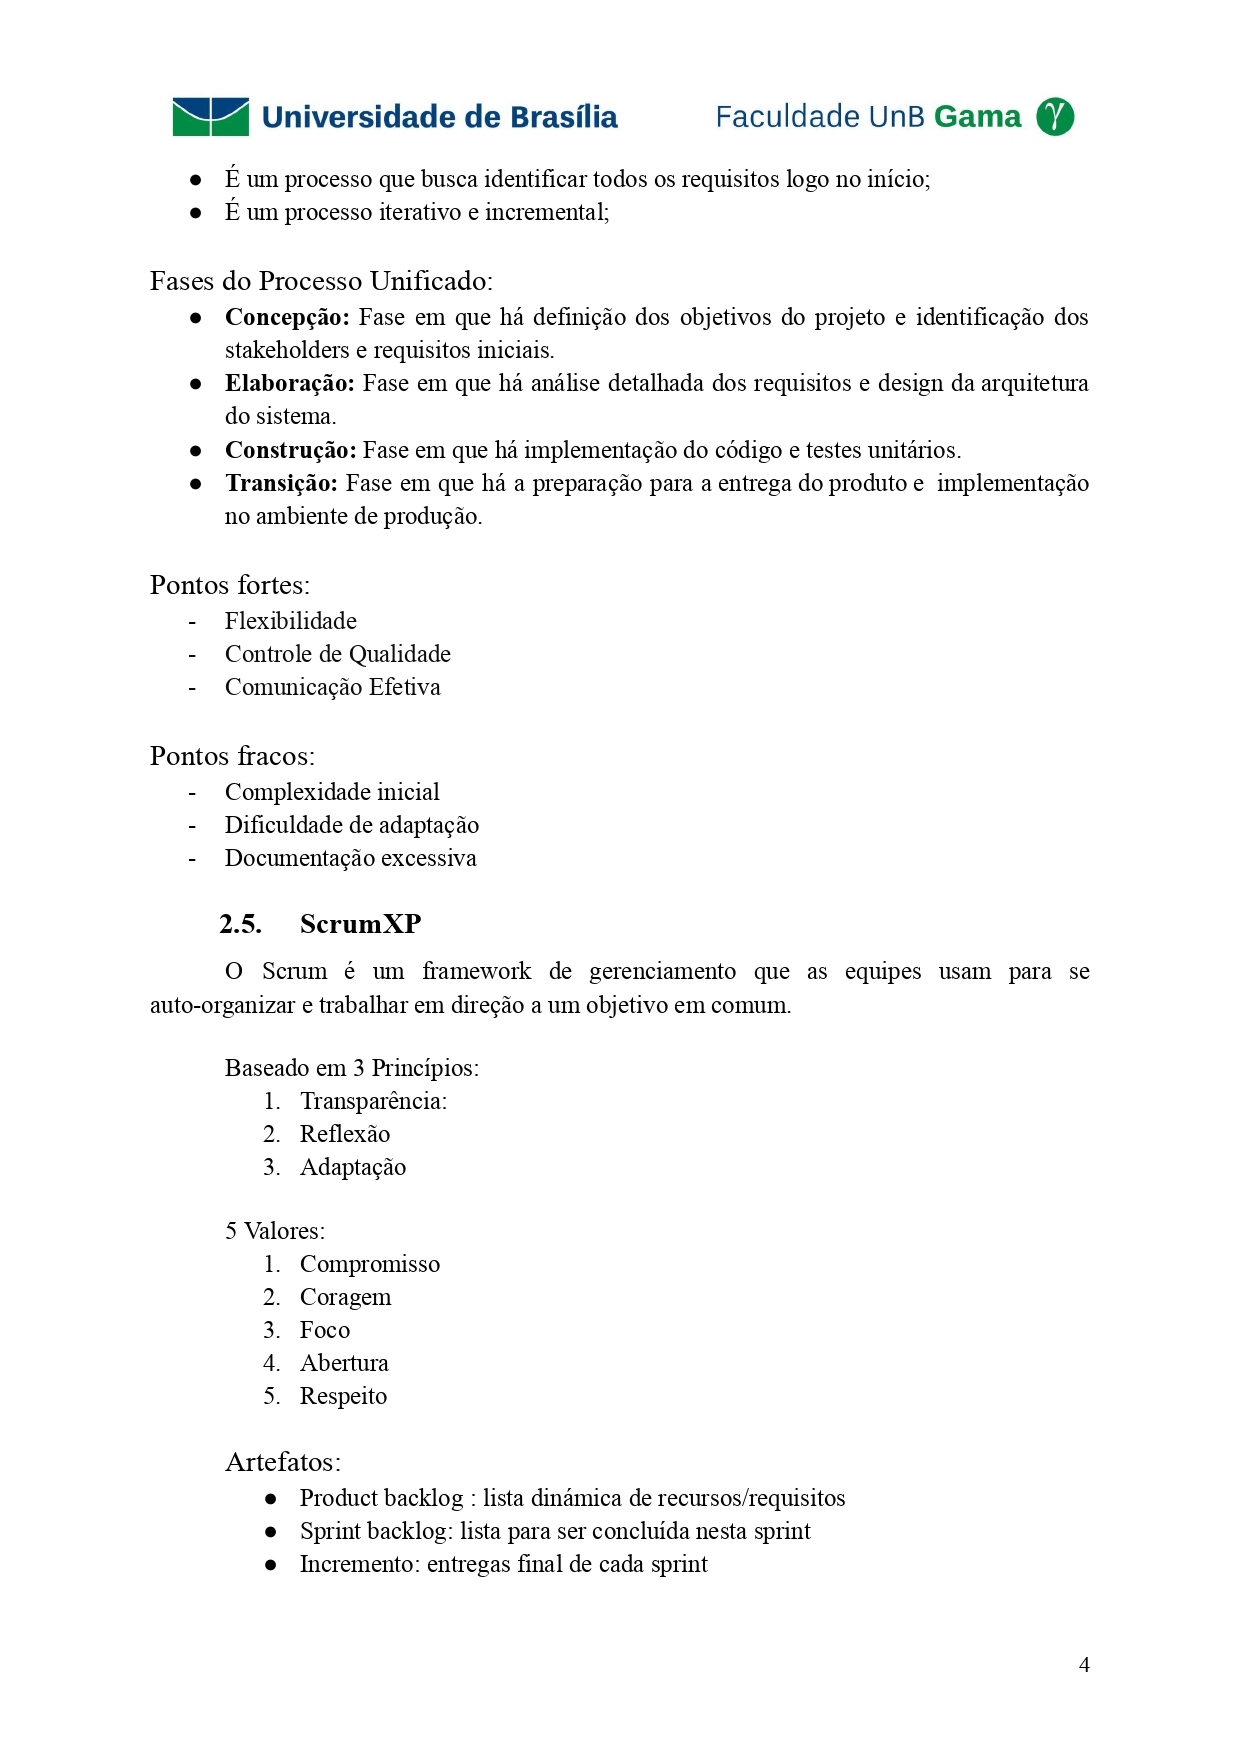 Universidade de Brasília Faculdade UnB Gama γ
● É um processo que busca identificar todos os requisitos logo no início;
● É um processo iterativo e incremental;
Fases do Processo Unificado:
● Concepção: Fase em que há definição dos objetivos do projeto e identificação dos
stakeholders e requisitos iniciais.
● Elaboração: Fase em que há análise detalhada dos requisitos e design da arquitetura
do sistema.
● Construção: Fase em que há implementação do código e testes unitários.
● Transição: Fase em que há a preparação para a entrega do produto e implementação
no ambiente de produção.
Pontos fortes:
- Flexibilidade
- Controle de Qualidade
- Comunicação Efetiva
Pontos fracos:
- Complexidade inicial
- Dificuldade de adaptação
- Documentação excessiva
2.5. ScrumXP
O Scrum é um framework de gerenciamento que as equipes usam para se
auto-organizar e trabalhar em direção a um objetivo em comum.
Baseado em 3 Princípios:
1. Transparência:
2. Reflexão
3. Adaptação
5 Valores:
1. Compromisso
2. Coragem
3. Foco
4. Abertura
5. Respeito
Artefatos:
● Product backlog : lista dinámica de recursos/requisitos
● Sprint backlog: lista para ser concluída nesta sprint
● Incremento: entregas final de cada sprint
4